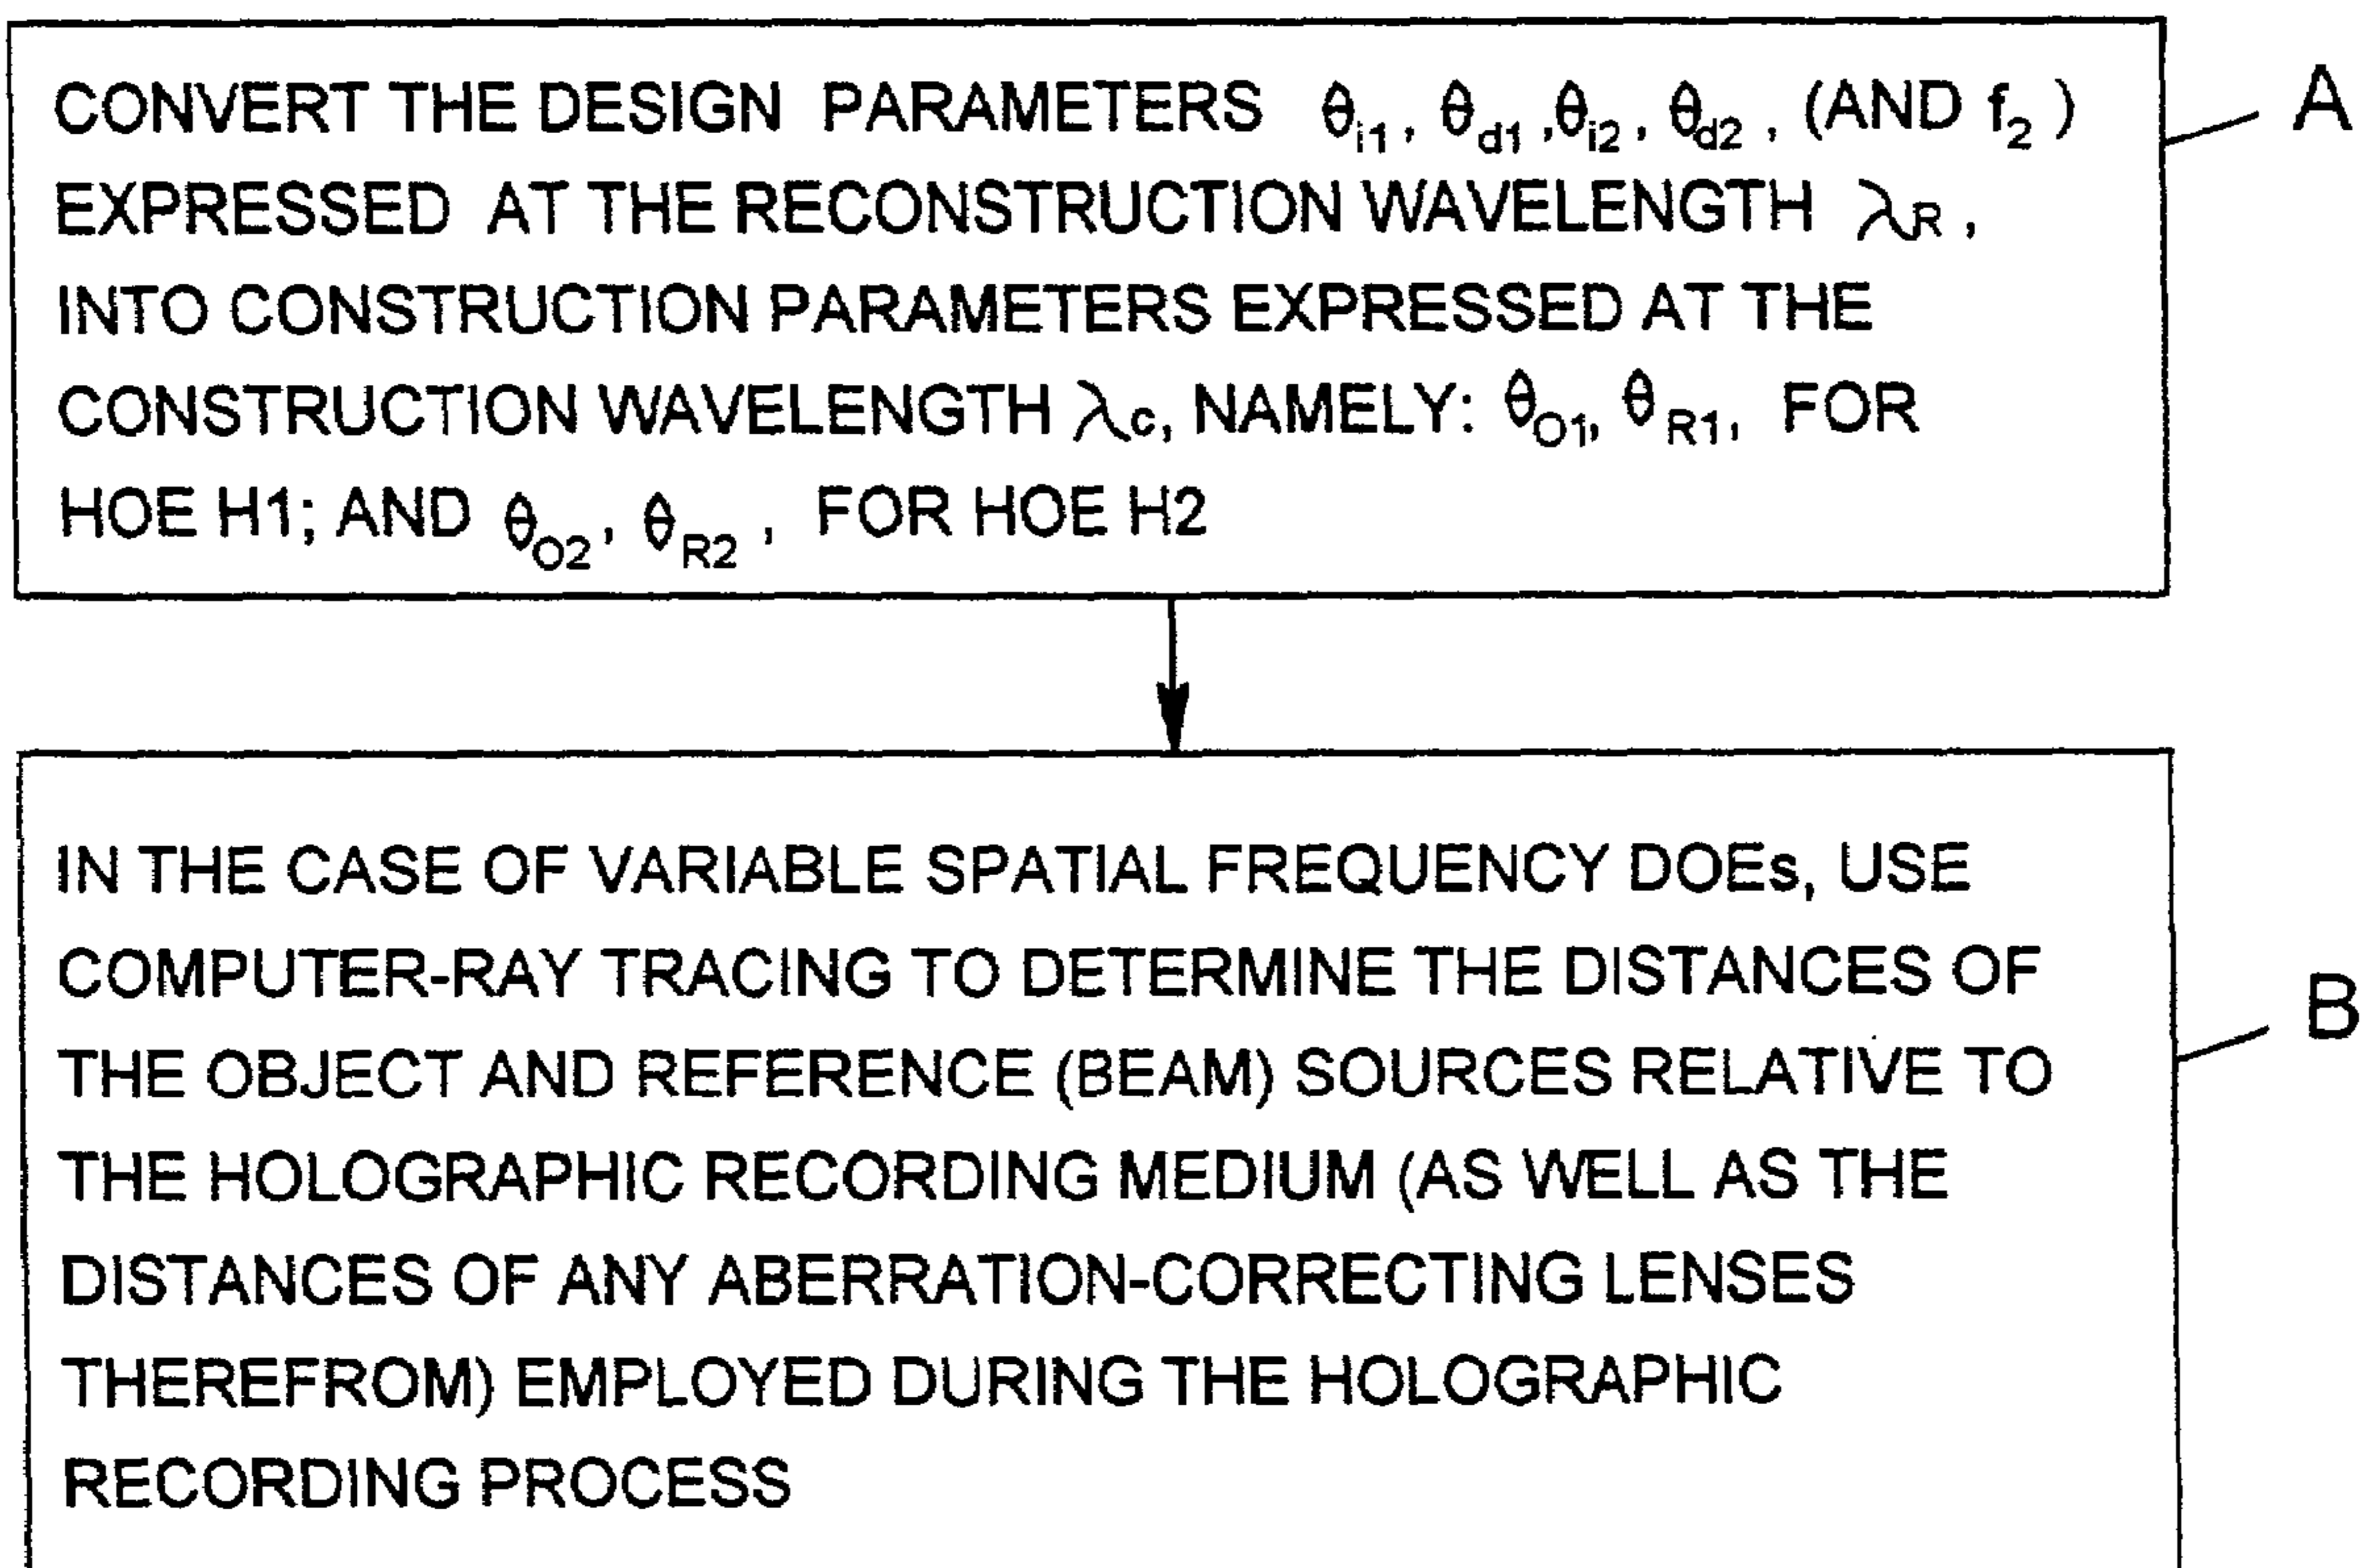 CONVERT THE DESIGN PARAMETERS θi1, θd1, θi2, θd2, (AND f2) A
EXPRESSED AT THE RECONSTRUCTION WAVELENGTH λR,
INTO CONSTRUCTION PARAMETERS EXPRESSED AT THE
CONSTRUCTION WAVELENGTH λc, NAMELY: θO1, θR1, FOR
HOE H1; AND θO2, θR2, FOR HOE H2
IN THE CASE OF VARIABLE SPATIAL FREQUENCY DOEs, USE
COMPUTER-RAY TRACING TO DETERMINE THE DISTANCES OF
B
THE OBJECT AND REFERENCE (BEAM) SOURCES RELATIVE TO
THE HOLOGRAPHIC RECORDING MEDIUM (AS WELL AS THE
DISTANCES OF ANY ABERRATION-CORRECTING LENSES
THEREFROM) EMPLOYED DURING THE HOLOGRAPHIC
RECORDING PROCESS